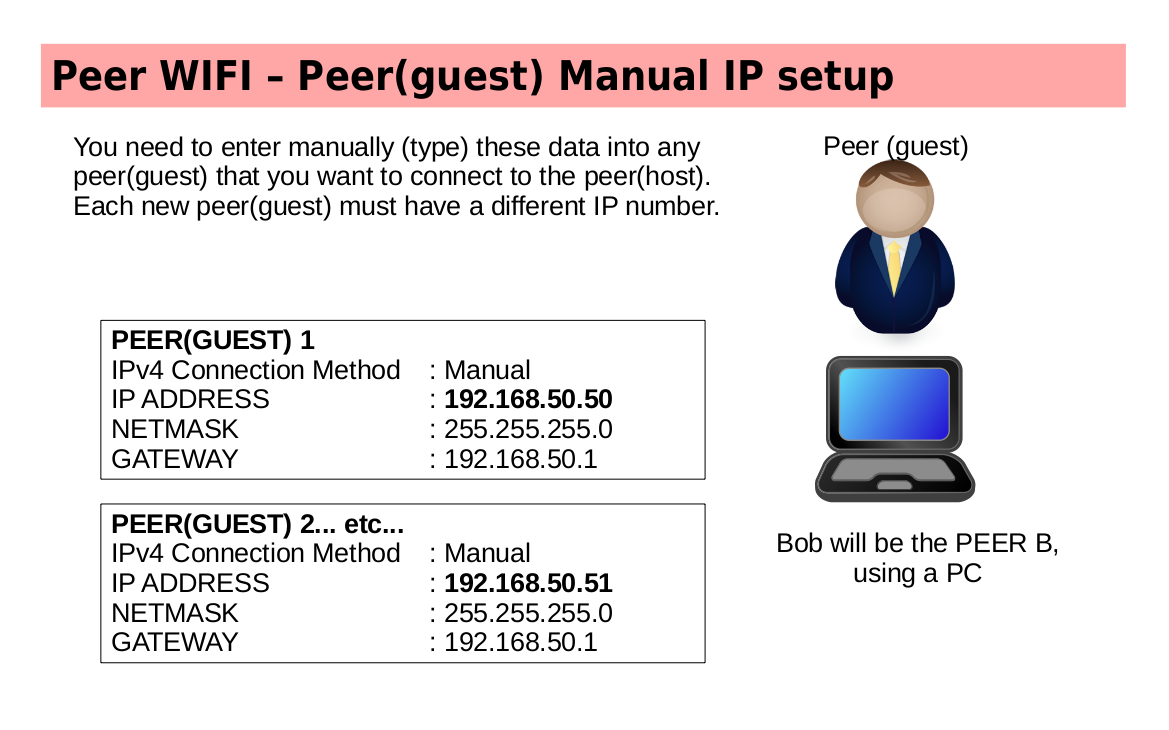 Peer WIFI – Peer(guest) Manual IP setup
You need to enter manually (type) these data into any
peer(guest) that you want to connect to the peer(host).
Each new peer(guest) must have a different IP number.
Peer (guest)
PEER(GUEST) 1
IPv4 Connection Method : Manual
IP ADDRESS : 192.168.50.50
NETMASK : 255.255.255.0
GATEWAY : 192.168.50.1
PEER(GUEST) 2... etc...
IPv4 Connection Method : Manual
IP ADDRESS : 192.168.50.51
NETMASK : 255.255.255.0
GATEWAY : 192.168.50.1
Bob will be the PEER B,
using a PC